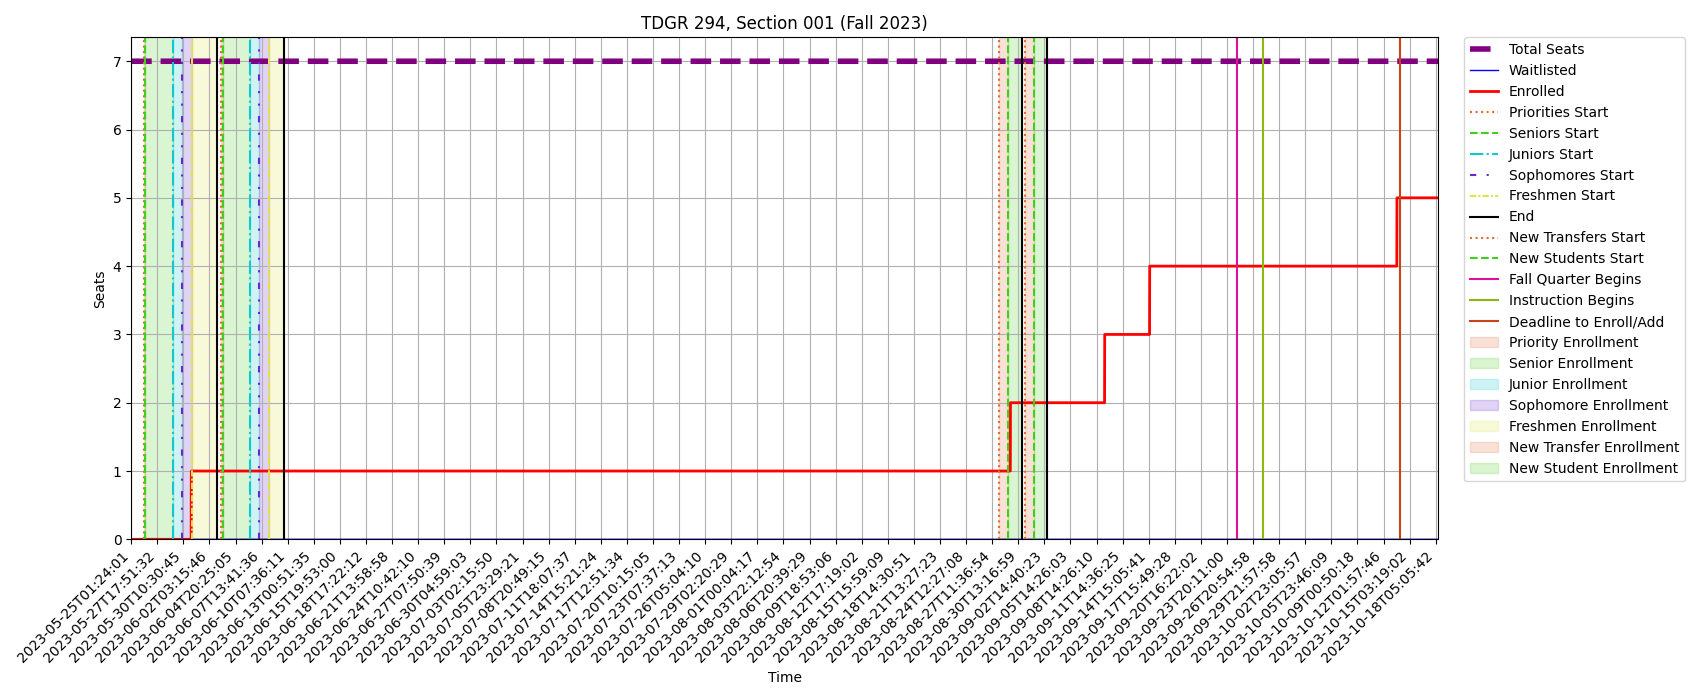 TDGR 294, Section 001 (Fall 2023)
7
6
5
4
3
2
1
0
Seats
2023-05-25T01:24:01
2023-05-27T17:51:32
2023-05-30T10:30:45
2023-06-02T03:15:46
2023-06-04T20:25:05
2023-06-07T13:41:36
2023-06-10T07:36:11
2023-06-13T00:51:35
2023-06-15T19:53:00
2023-06-18T17:22:12
2023-06-21T13:58:58
2023-06-24T10:42:10
2023-06-27T07:50:39
2023-06-30T04:59:03
2023-07-03T02:15:50
2023-07-05T23:29:21
2023-07-08T20:49:15
2023-07-11T18:07:37
2023-07-14T15:21:24
2023-07-17T12:51:34
2023-07-20T10:15:05
2023-07-23T07:37:13
2023-07-26T05:04:10
2023-07-29T02:20:29
2023-08-01T00:04:17
2023-08-03T22:12:54
2023-08-06T20:39:29
2023-08-09T18:53:06
2023-08-12T17:19:02
2023-08-15T15:59:09
2023-08-18T14:30:51
2023-08-21T13:27:23
2023-08-24T12:27:08
2023-08-27T11:36:54
2023-08-30T13:16:59
2023-09-02T14:40:23
2023-09-05T14:26:03
2023-09-08T14:26:10
2023-09-11T14:36:25
2023-09-14T15:05:41
2023-09-17T15:49:28
2023-09-20T16:22:02
2023-09-23T20:11:00
2023-09-26T20:54:58
2023-09-29T21:57:58
2023-10-02T23:05:57
2023-10-05T23:46:09
2023-10-09T00:50:18
2023-10-12T01:57:46
2023-10-15T03:19:02
2023-10-18T05:05:42
Time
Total Seats
Waitlisted
Enrolled
Priorities Start
Seniors Start
Juniors Start
Sophomores Start
Freshmen Start
End
New Transfers Start
New Students Start
Fall Quarter Begins
Instruction Begins
Deadline to Enroll/Add
Priority Enrollment
Senior Enrollment
Junior Enrollment
Sophomore Enrollment
Freshmen Enrollment
New Transfer Enrollment
New Student Enrollment